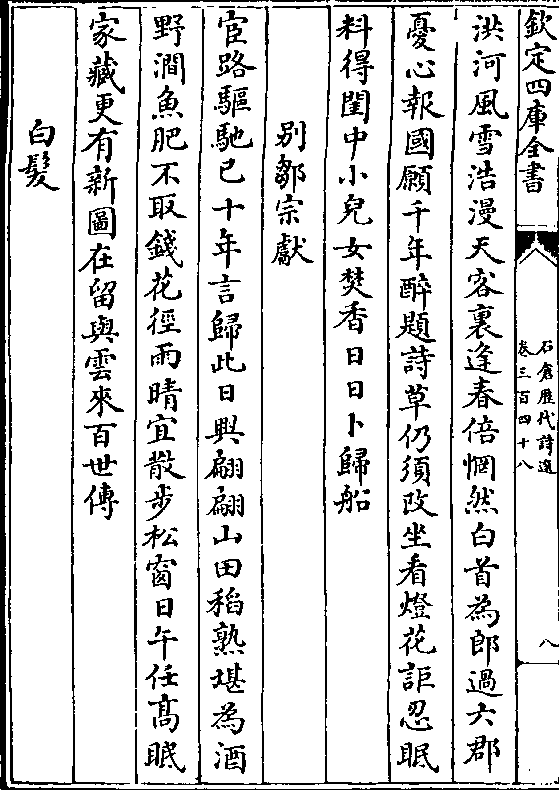 欽定四庫全書
石倉歷代詩選
卷三百四十八
八
洪河風雪浩漫天客裏逢春倍惘然白首為郎過六郡
憂心報國願千年醉題詩草仍須改坐看燈花詎忍眠
料得閨中小兒女焚香日日卜歸船
別鄒宗獻
宦路驅馳已十年言歸此日興翩翩山田稻熟堪為酒
野澗魚肥不取錢花徑雨晴宜散步松窗日午任髙眠
家藏更有新圖在留與雲來百世傳
白髮